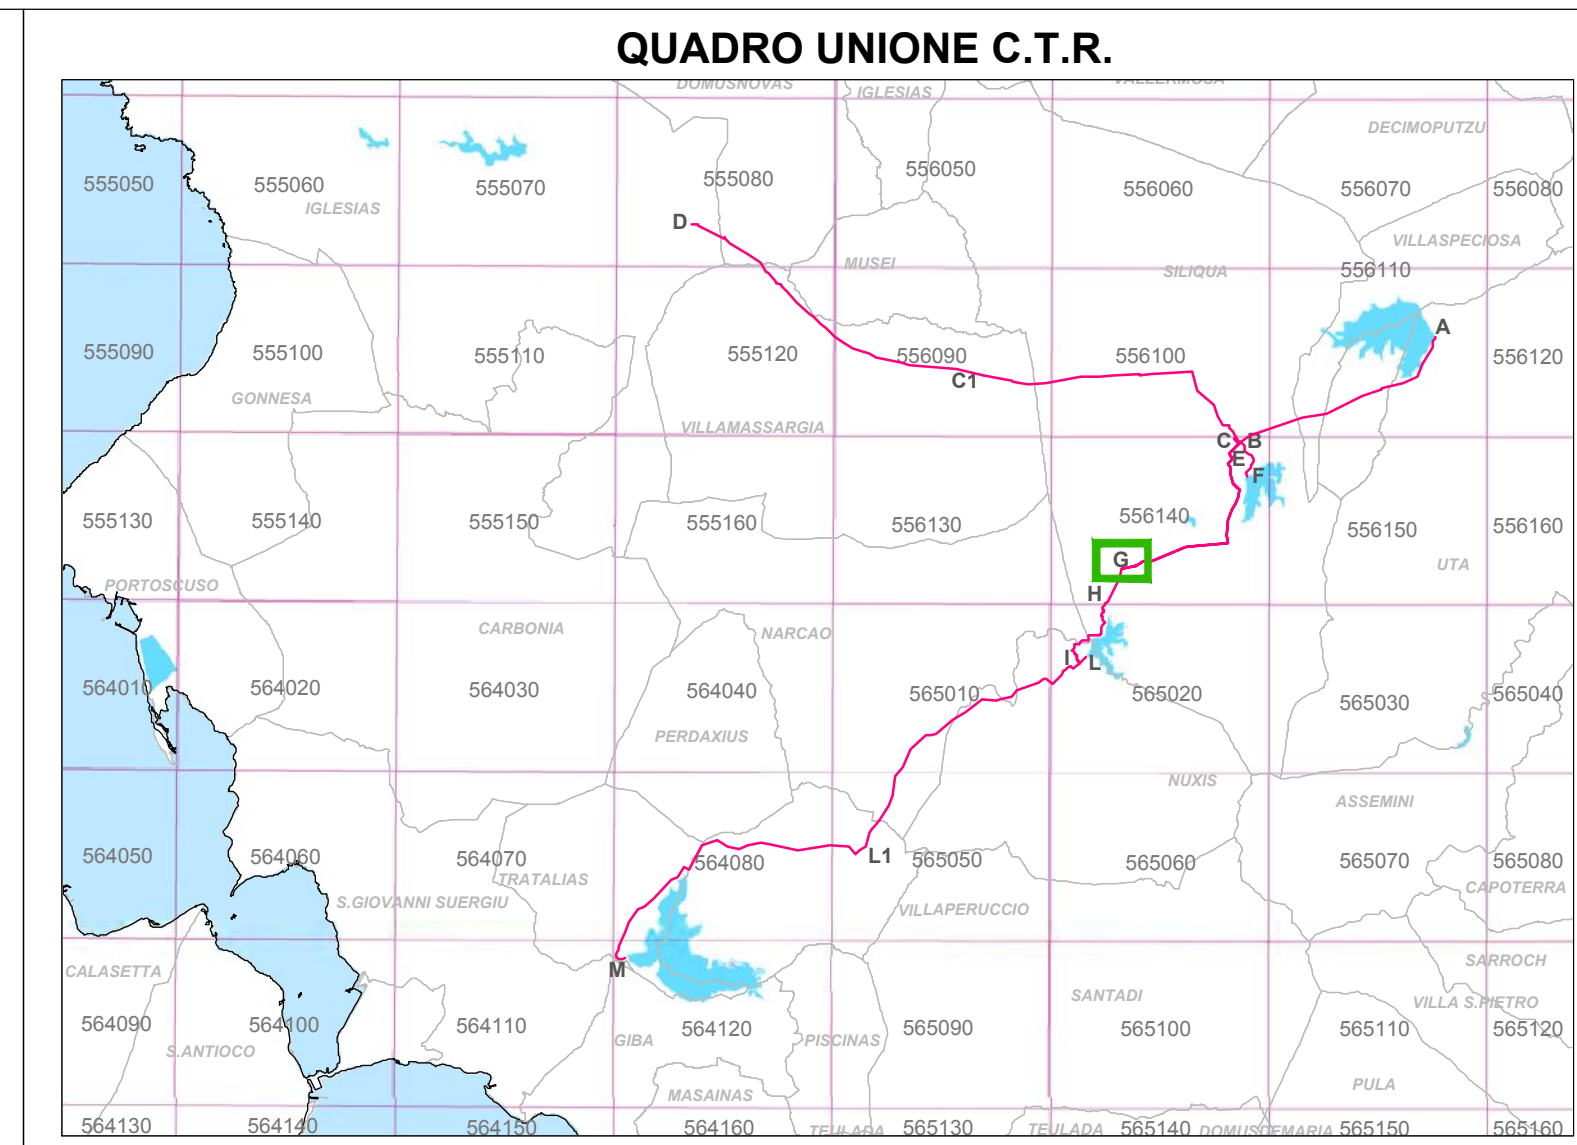 QUADRO UNIONE C.T.R.
DOMUSNOVAS
IGLESIAS
VALLERMOSA
DECIMOPUTZU
555050
555060
555070
555080
556050
556060
556070
556080
IGLESIAS
D
MUSEI
SILIQUA
VILLASPECIOSA
556110
A
555090
555100
555110
555120
556090
556100
556120
C1
GONNESA
VILLAMASSARGIA
C
B
E
F
555130
555140
555150
555160
556130
556140
556150
556160
G
UTA
PORTOSCUSO
H
CARBONIA
NARCAO
I
L
564010
564020
564030
564040
565010
565020
565030
565040
PERDAXIUS
NUXIS
ASSEMINI
564050
564060
564070
564080
L1
565050
565060
565070
565080
TRATALIAS
CAPOTERRA
S.GIOVANNI SUERGIU
VILLAPERUCCIO
CALASETTA
M
SARROCH
SANTADI
VILLA S.PIETRO
564090
564100
564110
564120
565090
565100
565110
565120
S.ANTIOCO
GIBA
PISCINAS
MASAINAS
PULA
564130
564140
564150
564160
TEULADA
565130
TEULADA
565140
DOMUSDEMARIA
565150
565160